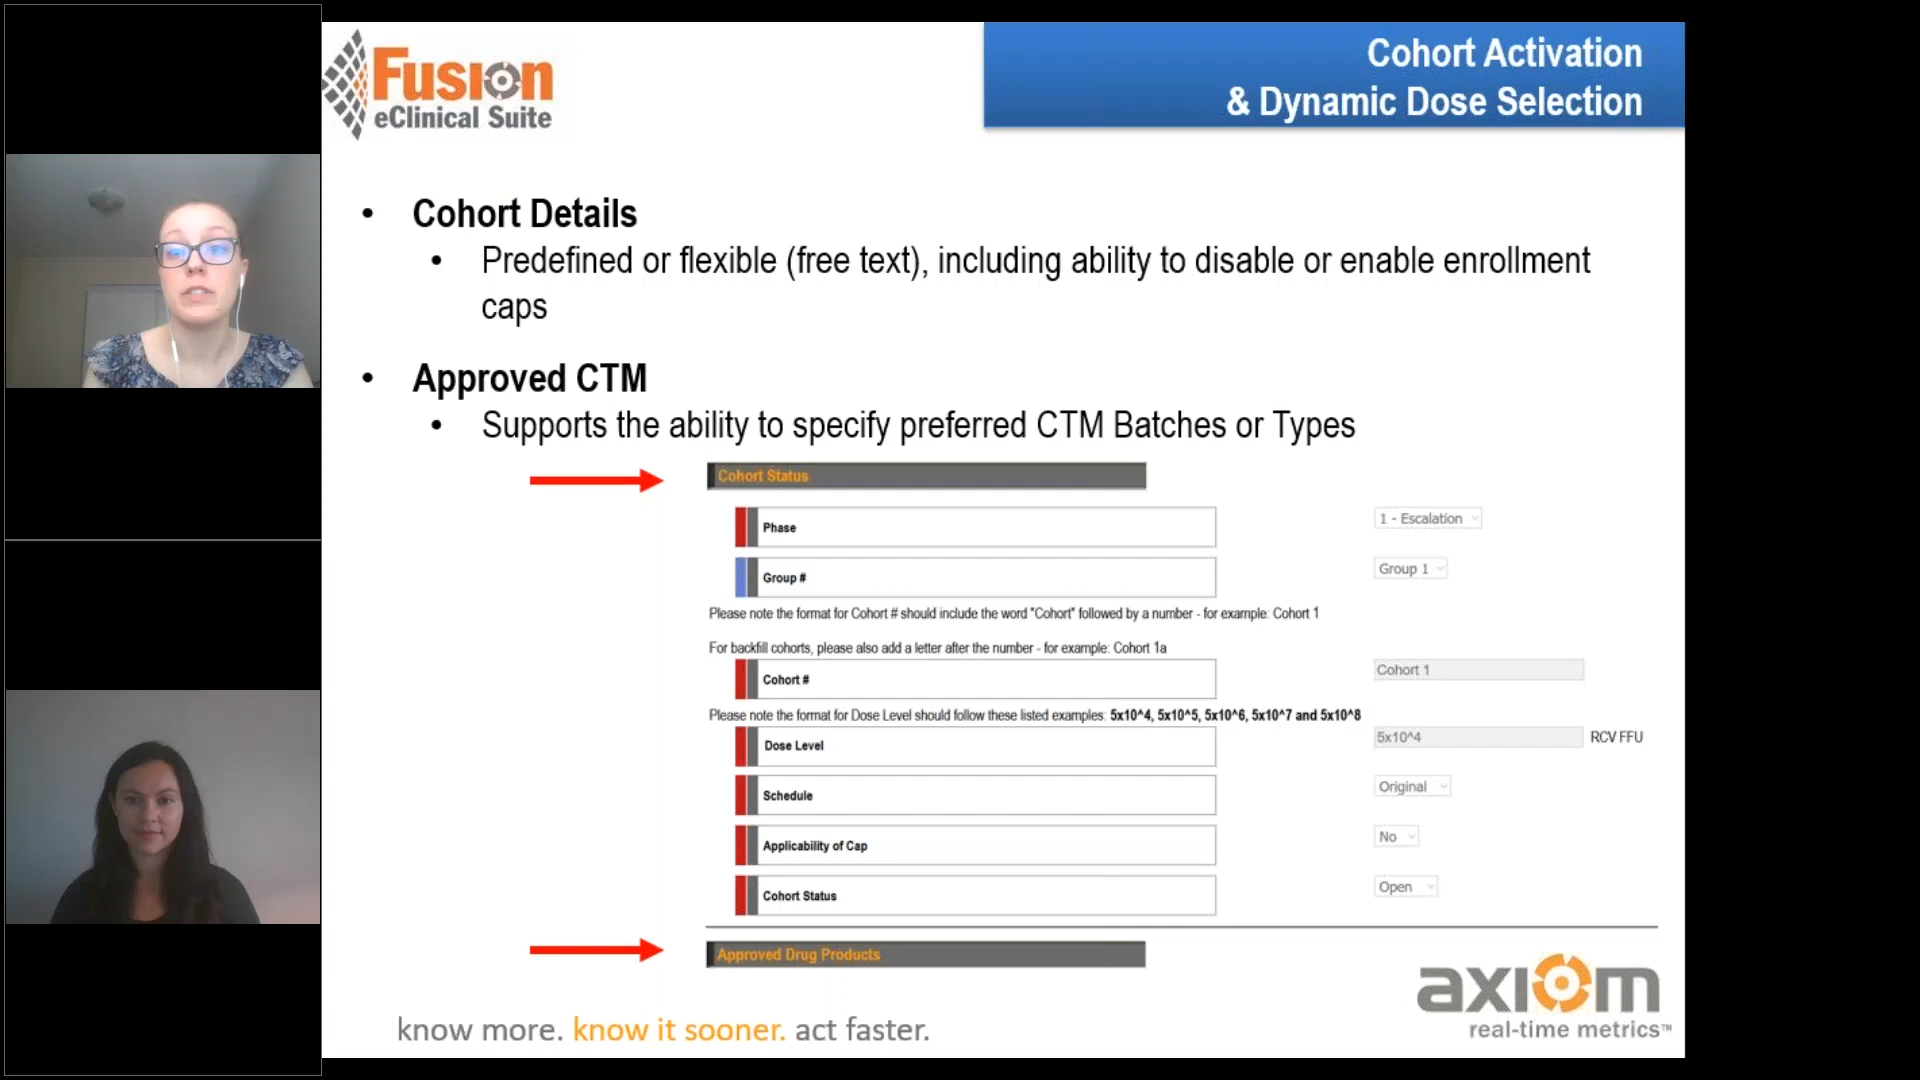 Fusion
eClinical Suite
Cohort Activation
& Dynamic Dose Selection
• Cohort Details
• Predefined or flexible (free text), including ability to disable or enable enrollment
caps
• Approved CTM
• Supports the ability to specify preferred CTM Batches or Types
Cohort Status
Phase 1 - Escalation
Group # Group 1
Please note the format for Cohort # should include the word "Cohort" followed by a number - for example: Cohort 1
For backfill cohorts, please also add a letter after the number - for example: Cohort 1a
Cohort # Cohort 1
Please note the format for Dose Level should follow these listed examples: 5x10^4, 5x10^5, 5x10^6, 5x10^7 and 5x10^8
Dose Level 5x10^4 RCV FFU
Schedule Original
Applicability of Cap No
Cohort Status Open
Approved Drug Products
axiom
real-time metrics™
know more. know it sooner. act faster.